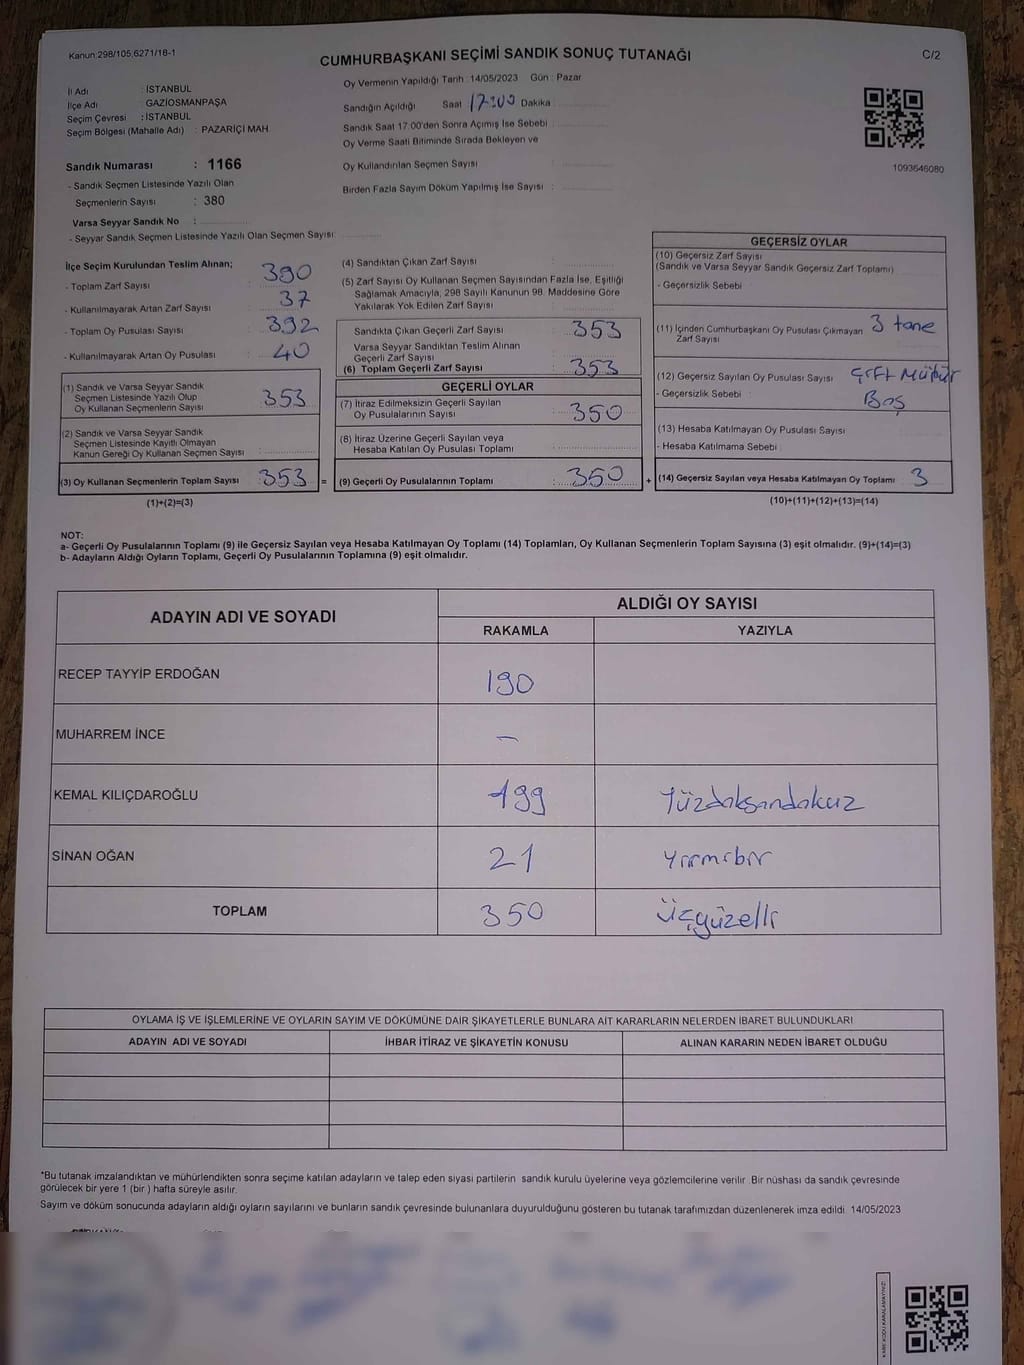 Kanun:298/105,6271/18-1
CUMHURBAŞKANI SEÇİMİ SANDIK SONUÇ TUTANAĞI
C/2
İl Adı : İSTANBUL
İlçe Adı : GAZİOSMANPAŞA
Seçim Çevresi : İSTANBUL
Seçim Bölgesi (Mahalle Adı) : PAZARİÇİ MAH.
Oy Vermenin Yapıldığı Tarih :14/05/2023 Gün : Pazar
Sandığın Açıldığı Saat 17:00 Dakika
Sandık Saat 17:00'den Sonra Açımış İse Sebebi :
Oy Verme Saati Bitiminde Sırada Bekleyen ve
Oy Kullandırılan Seçmen Sayısı :
Birden Fazla Sayım Döküm Yapılmış İse Sayısı :
1093646080
Sandık Numarası : 1166
- Sandık Seçmen Listesinde Yazılı Olan
Seçmenlerin Sayısı : 380
Varsa Seyyar Sandık No :
- Seyyar Sandık Seçmen Listesinde Yazılı Olan Seçmen Sayısı:
İlçe Seçim Kurulundan Teslim Alınan;
- Toplam Zarf Sayısı : 390
- Kullanılmayarak Artan Zarf Sayısı : 37
- Toplam Oy Pusulası Sayısı : 392
- Kullanılmayarak Artan Oy Pusulası : 40
(1) Sandık ve Varsa Seyyar Sandık
Seçmen Listesinde Yazılı Olup
Oy Kullanan Seçmenlerin Sayısı : 353
(2) Sandık ve Varsa Seyyar Sandık
Seçmen Listesinde Kayıtlı Olmayan
Kanun Gereği Oy Kullanan Seçmen Sayısı :
(3) Oy Kullanan Seçmenlerin Toplam Sayısı : 353 =
(1)+(2)=(3)
(4) Sandıktan Çıkan Zarf Sayısı :
(5) Zarf Sayısı Oy Kullanan Seçmen Sayısından Fazla İse, Eşitliği
Sağlamak Amacıyla, 298 Sayılı Kanunun 98. Maddesine Göre
Yakılarak Yok Edilen Zarf Sayısı :
Sandıkta Çıkan Geçerli Zarf Sayısı : 353
Varsa Seyyar Sandıktan Teslim Alınan
Geçerli Zarf Sayısı :
(6) Toplam Geçerli Zarf Sayısı : 353
GEÇERLİ OYLAR
(7) İtiraz Edilmeksizin Geçerli Sayılan
Oy Pusulalarının Sayısı : 350
(8) İtiraz Üzerine Geçerli Sayılan veya
Hesaba Katılan Oy Pusulası Toplamı :
(9) Geçerli Oy Pusulalarının Toplamı : 350 +
GEÇERSİZ OYLAR
(10) Geçersiz Zarf Sayısı
(Sandık ve Varsa Seyyar Sandık Geçersiz Zarf Toplamı)
- Geçersizlik Sebebi :
(11) İçinden Cumhurbaşkanı Oy Pusulası Çıkmayan 3 tane
Zarf Sayısı
(12) Geçersiz Sayılan Oy Pusulası Sayısı : Çift Mühür
- Geçersizlik Sebebi : Boş
(13) Hesaba Katılmayan Oy Pusulası Sayısı :
- Hesaba Katılmama Sebebi :
(14) Geçersiz Sayılan veya Hesaba Katılmayan Oy Toplamı : 3
(10)+(11)+(12)+(13)=(14)
NOT:
a- Geçerli Oy Pusulalarının Toplamı (9) ile Geçersiz Sayılan veya Hesaba Katılmayan Oy Toplamı (14) Toplamları, Oy Kullanan Seçmenlerin Toplam Sayısına (3) eşit olmalıdır. (9)+(14)=(3)
b- Adayların Aldığı Oyların Toplamı, Geçerli Oy Pusulalarının Toplamına (9) eşit olmalıdır.
ADAYIN ADI VE SOYADI
ALDIĞI OY SAYISI
RAKAMLA YAZIYLA
RECEP TAYYİP ERDOĞAN 190
MUHARREM İNCE -
KEMAL KILIÇDAROĞLU 199 Yüzdoksandokuz
SİNAN OĞAN 21 Yirmibir
TOPLAM 350 Üçyüzelli
OYLAMA İŞ VE İŞLEMLERİNE VE OYLARIN SAYIM VE DÖKÜMÜNE DAİR ŞİKAYETLERLE BUNLARA AİT KARARLARIN NELERDEN İBARET BULUNDUKLARI
ADAYIN ADI VE SOYADI İHBAR İTİRAZ VE ŞİKAYETİN KONUSU ALINAN KARARIN NEDEN İBARET OLDUĞU
*Bu tutanak imzalandıktan ve mühürlendikten sonra seçime katılan adayların ve talep eden siyasi partilerin sandık kurulu üyelerine veya gözlemcilerine verilir. Bir nüshası da sandık çevresinde
görülecek bir yere 1 (bir ) hafta süreyle asılır.
Sayım ve döküm sonucunda adayların aldığı oyların sayılarını ve bunların sandık çevresinde bulunanlara duyurulduğunu gösteren bu tutanak tarafımızdan düzenlenerek imza edildi. 14/05/2023
KARE KODU KARALAMAYINIZ!